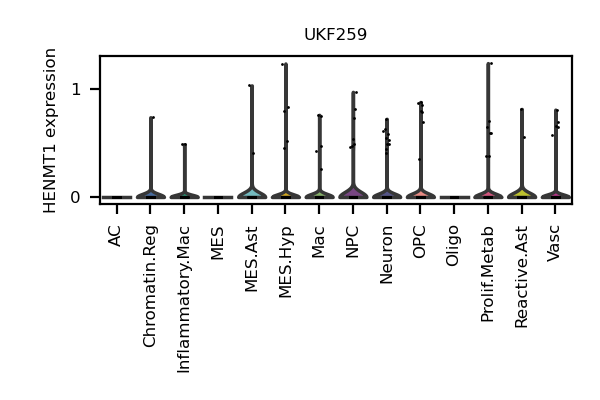 UKF259
HENMT1 expression
1
0
AC
Chromatin.Reg
Inflammatory.Mac
MES
MES.Ast
MES.Hyp
Mac
NPC
Neuron
OPC
Oligo
Prolif.Metab
Reactive.Ast
Vasc